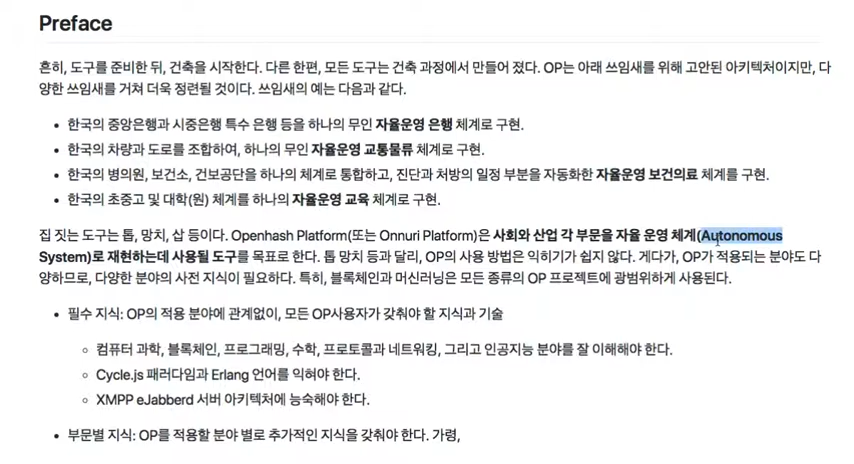 Preface
흔히, 도구를 준비한 뒤, 건축을 시작한다. 다른 한편, 모든 도구는 건축 과정에서 만들어 졌다. OP는 아래 쓰임새를 위해 고안된 아키텍처이지만, 다
양한 쓰임새를 거쳐 더욱 정련될 것이다. 쓰임새의 예는 다음과 같다.
• 한국의 중앙은행과 시중은행 특수 은행 등을 하나의 무인 자율운영 은행 체계로 구현.
• 한국의 차량과 도로를 조합하여, 하나의 무인 자율운영 교통물류 체계로 구현.
• 한국의 병의원, 보건소, 건보공단을 하나의 체계로 통합하고, 진단과 처방의 일정 부분을 자동화한 자율운영 보건의료 체계를 구현.
• 한국의 초중고 및 대학(원) 체계를 하나의 자율운영 교육 체계로 구현.
집 짓는 도구는 톱, 망치, 삽 등이다. Openhash Platform(또는 Onnuri Platform)은 사회와 산업 각 부문을 자율 운영 체계(Autonomous
System)로 재현하는데 사용될 도구를 목표로 한다. 톱 망치 등과 달리, OP의 사용 방법은 익히기가 쉽지 않다. 게다가, OP가 적용되는 분야도 다
양하므로, 다양한 분야의 사전 지식이 필요하다. 특히, 블록체인과 머신러닝은 모든 종류의 OP 프로젝트에 광범위하게 사용된다.
• 필수 지식: OP의 적용 분야에 관계없이, 모든 OP사용자가 갖춰야 할 지식과 기술
◦ 컴퓨터 과학, 블록체인, 프로그래밍, 수학, 프로토콜과 네트워킹, 그리고 인공지능 분야를 잘 이해해야 한다.
◦ Cycle.js 패러다임과 Erlang 언어를 익혀야 한다.
◦ XMPP eJabberd 서버 아키텍처에 능숙해야 한다.
• 부문별 지식: OP를 적용할 분야 별로 추가적인 지식을 갖춰야 한다. 가령,